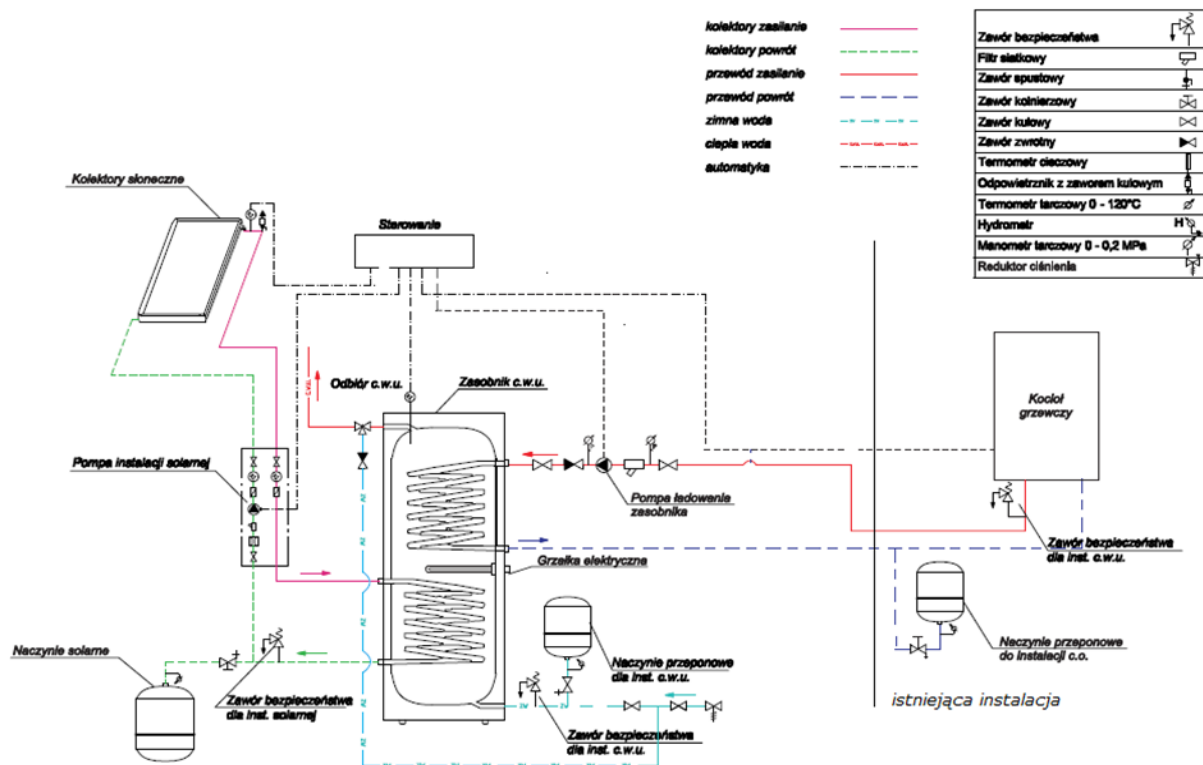 kolektory zasilanie
kolektory powrót
przewód zasilanie
przewód powrót
zimna woda
ciepła woda
automatyka
Zawór bezpieczeństwa
Filtr siatkowy
Zawór spustowy
Zawór kołnierzowy
Zawór kulowy
Zawór zwrotny
Termometr cieczowy
Odpowietrznik z zaworem kulowym
Termometr tarczowy 0 - 120°C
Hydrometr
H
Manometr tarczowy 0 - 0,2 MPa
Reduktor ciśnienia
Kolektory słoneczne
Sterowanie
Odbiór c.w.u.
Zasobnik c.w.u.
Kocioł
grzewczy
Pompa instalacji solarnej
Pompa ładowania
zasobnika
Zawór bezpieczeństwa
dla inst. c.w.u.
Grzałka elektryczna
Naczynie solarne
Zawór bezpieczeństwa
dla inst. solarnej
Naczynie przeponowe
dla inst. c.w.u.
Naczynie przeponowe
do instalacji c.o.
Zawór bezpieczeństwa
dla inst. c.w.u.
istniejąca instalacja